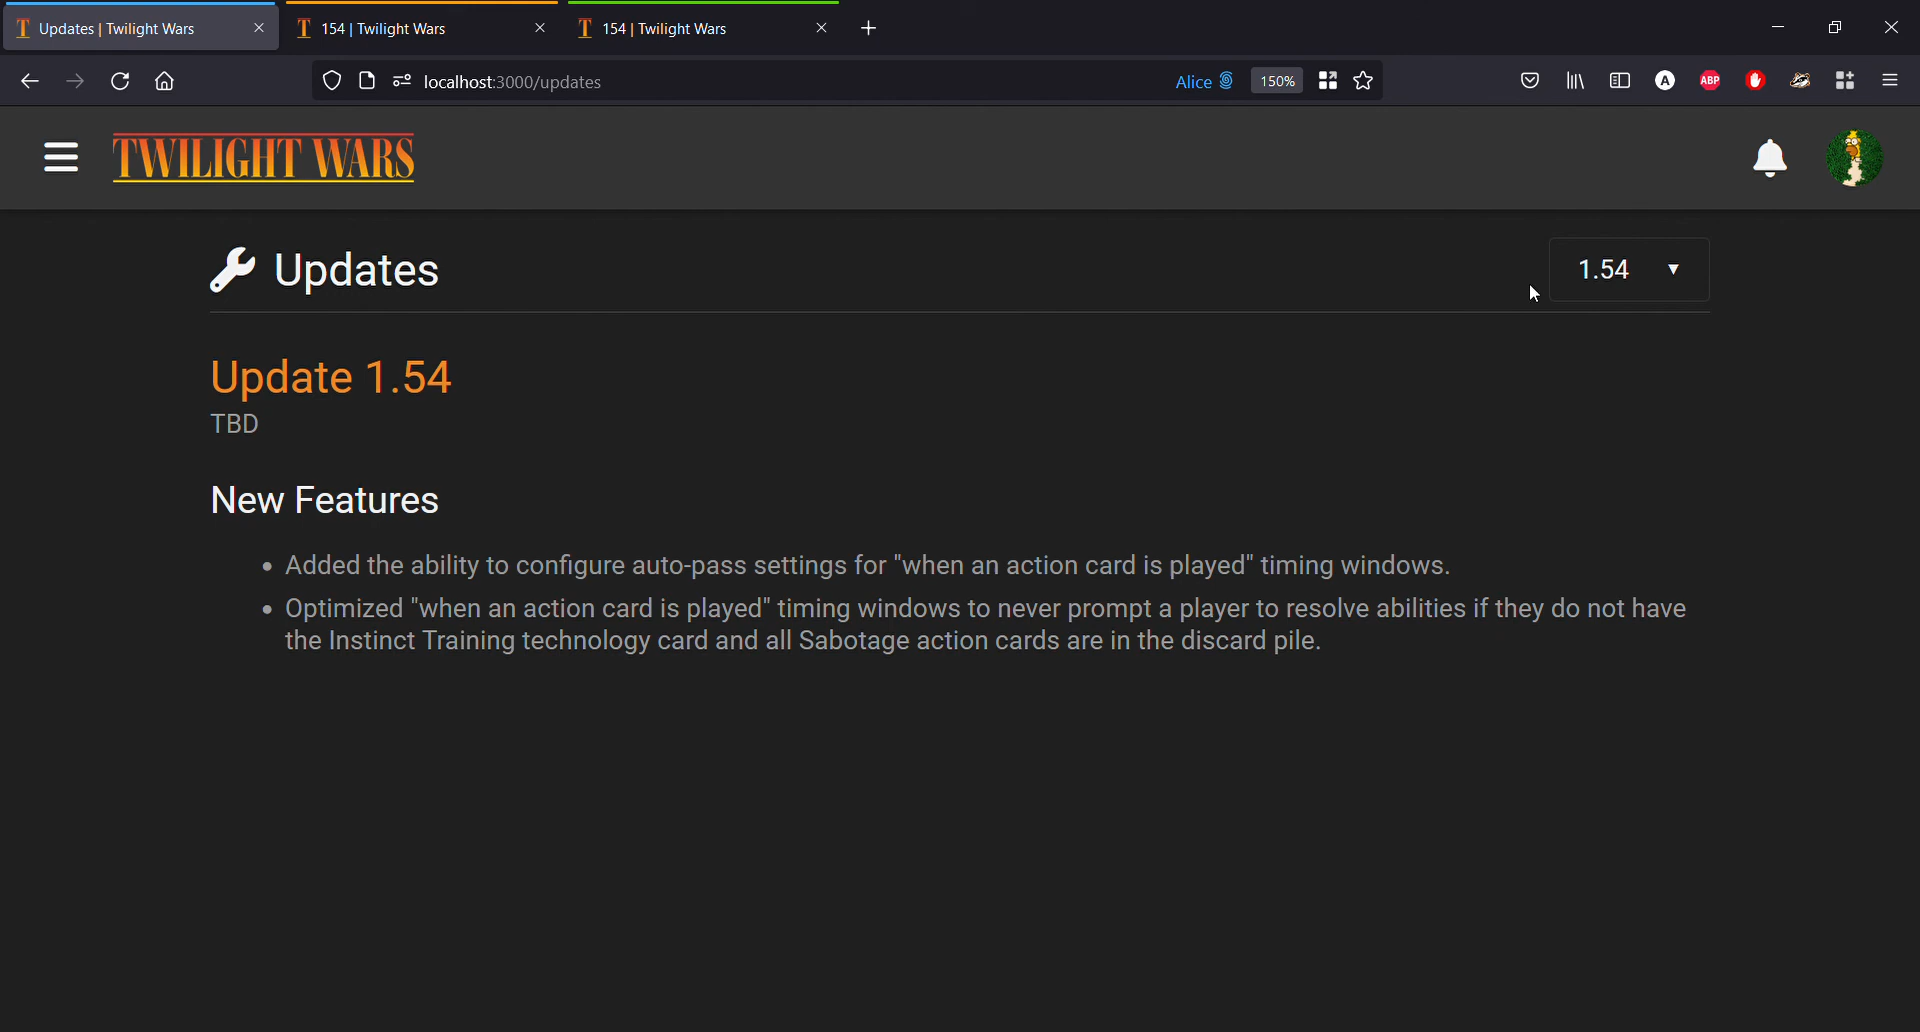 Updates | Twilight Wars
154 | Twilight Wars
154 | Twilight Wars
localhost:3000/updates
Alice
150%
A
ABP
TWILIGHT WARS
Updates
1.54
Update 1.54
TBD
New Features
Added the ability to configure auto-pass settings for "when an action card is played" timing windows.
Optimized "when an action card is played" timing windows to never prompt a player to resolve abilities if they do not have
the Instinct Training technology card and all Sabotage action cards are in the discard pile.